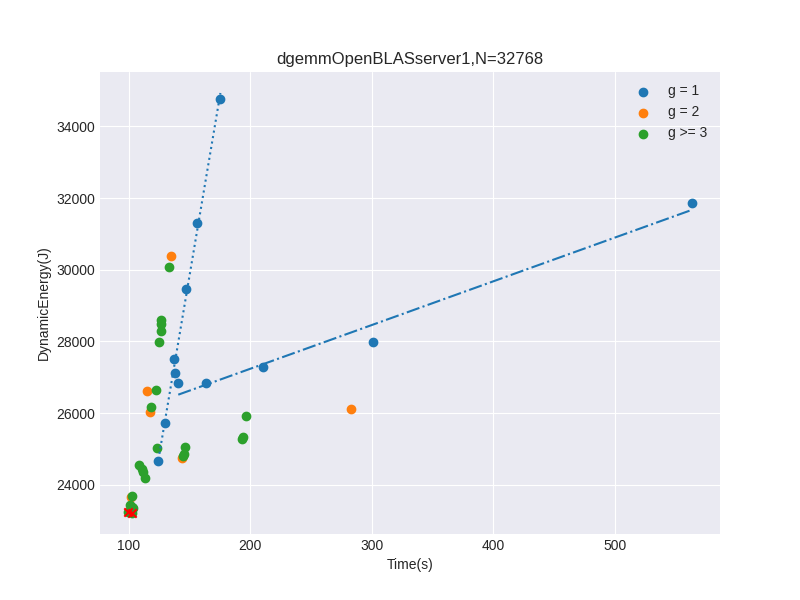 dgemmOpenBLASserver1,N=32768
g = 1
g = 2
g >= 3
34000
32000
30000
28000
26000
24000
DynamicEnergy(J)
100
200
300
400
500
Time(s)